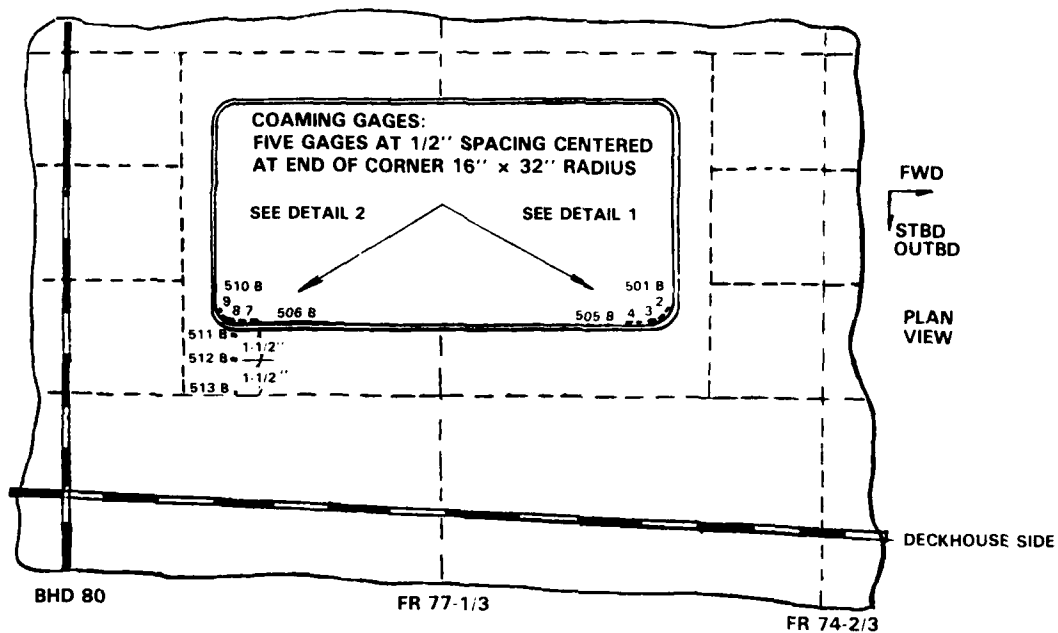 COAMING GAGES:
FIVE GAGES AT 1/2'' SPACING CENTERED
AT END OF CORNER 16'' × 32'' RADIUS
SEE DETAIL 2
SEE DETAIL 1
FWD
STBD
OUTBD
PLAN
VIEW
510 B
9
8 7
506 B
501 B
2
3
4
505 B
511 B
1-1/2''
512 B
1-1/2''
513 B
DECKHOUSE SIDE
BHD 80
FR 77-1/3
FR 74-2/3